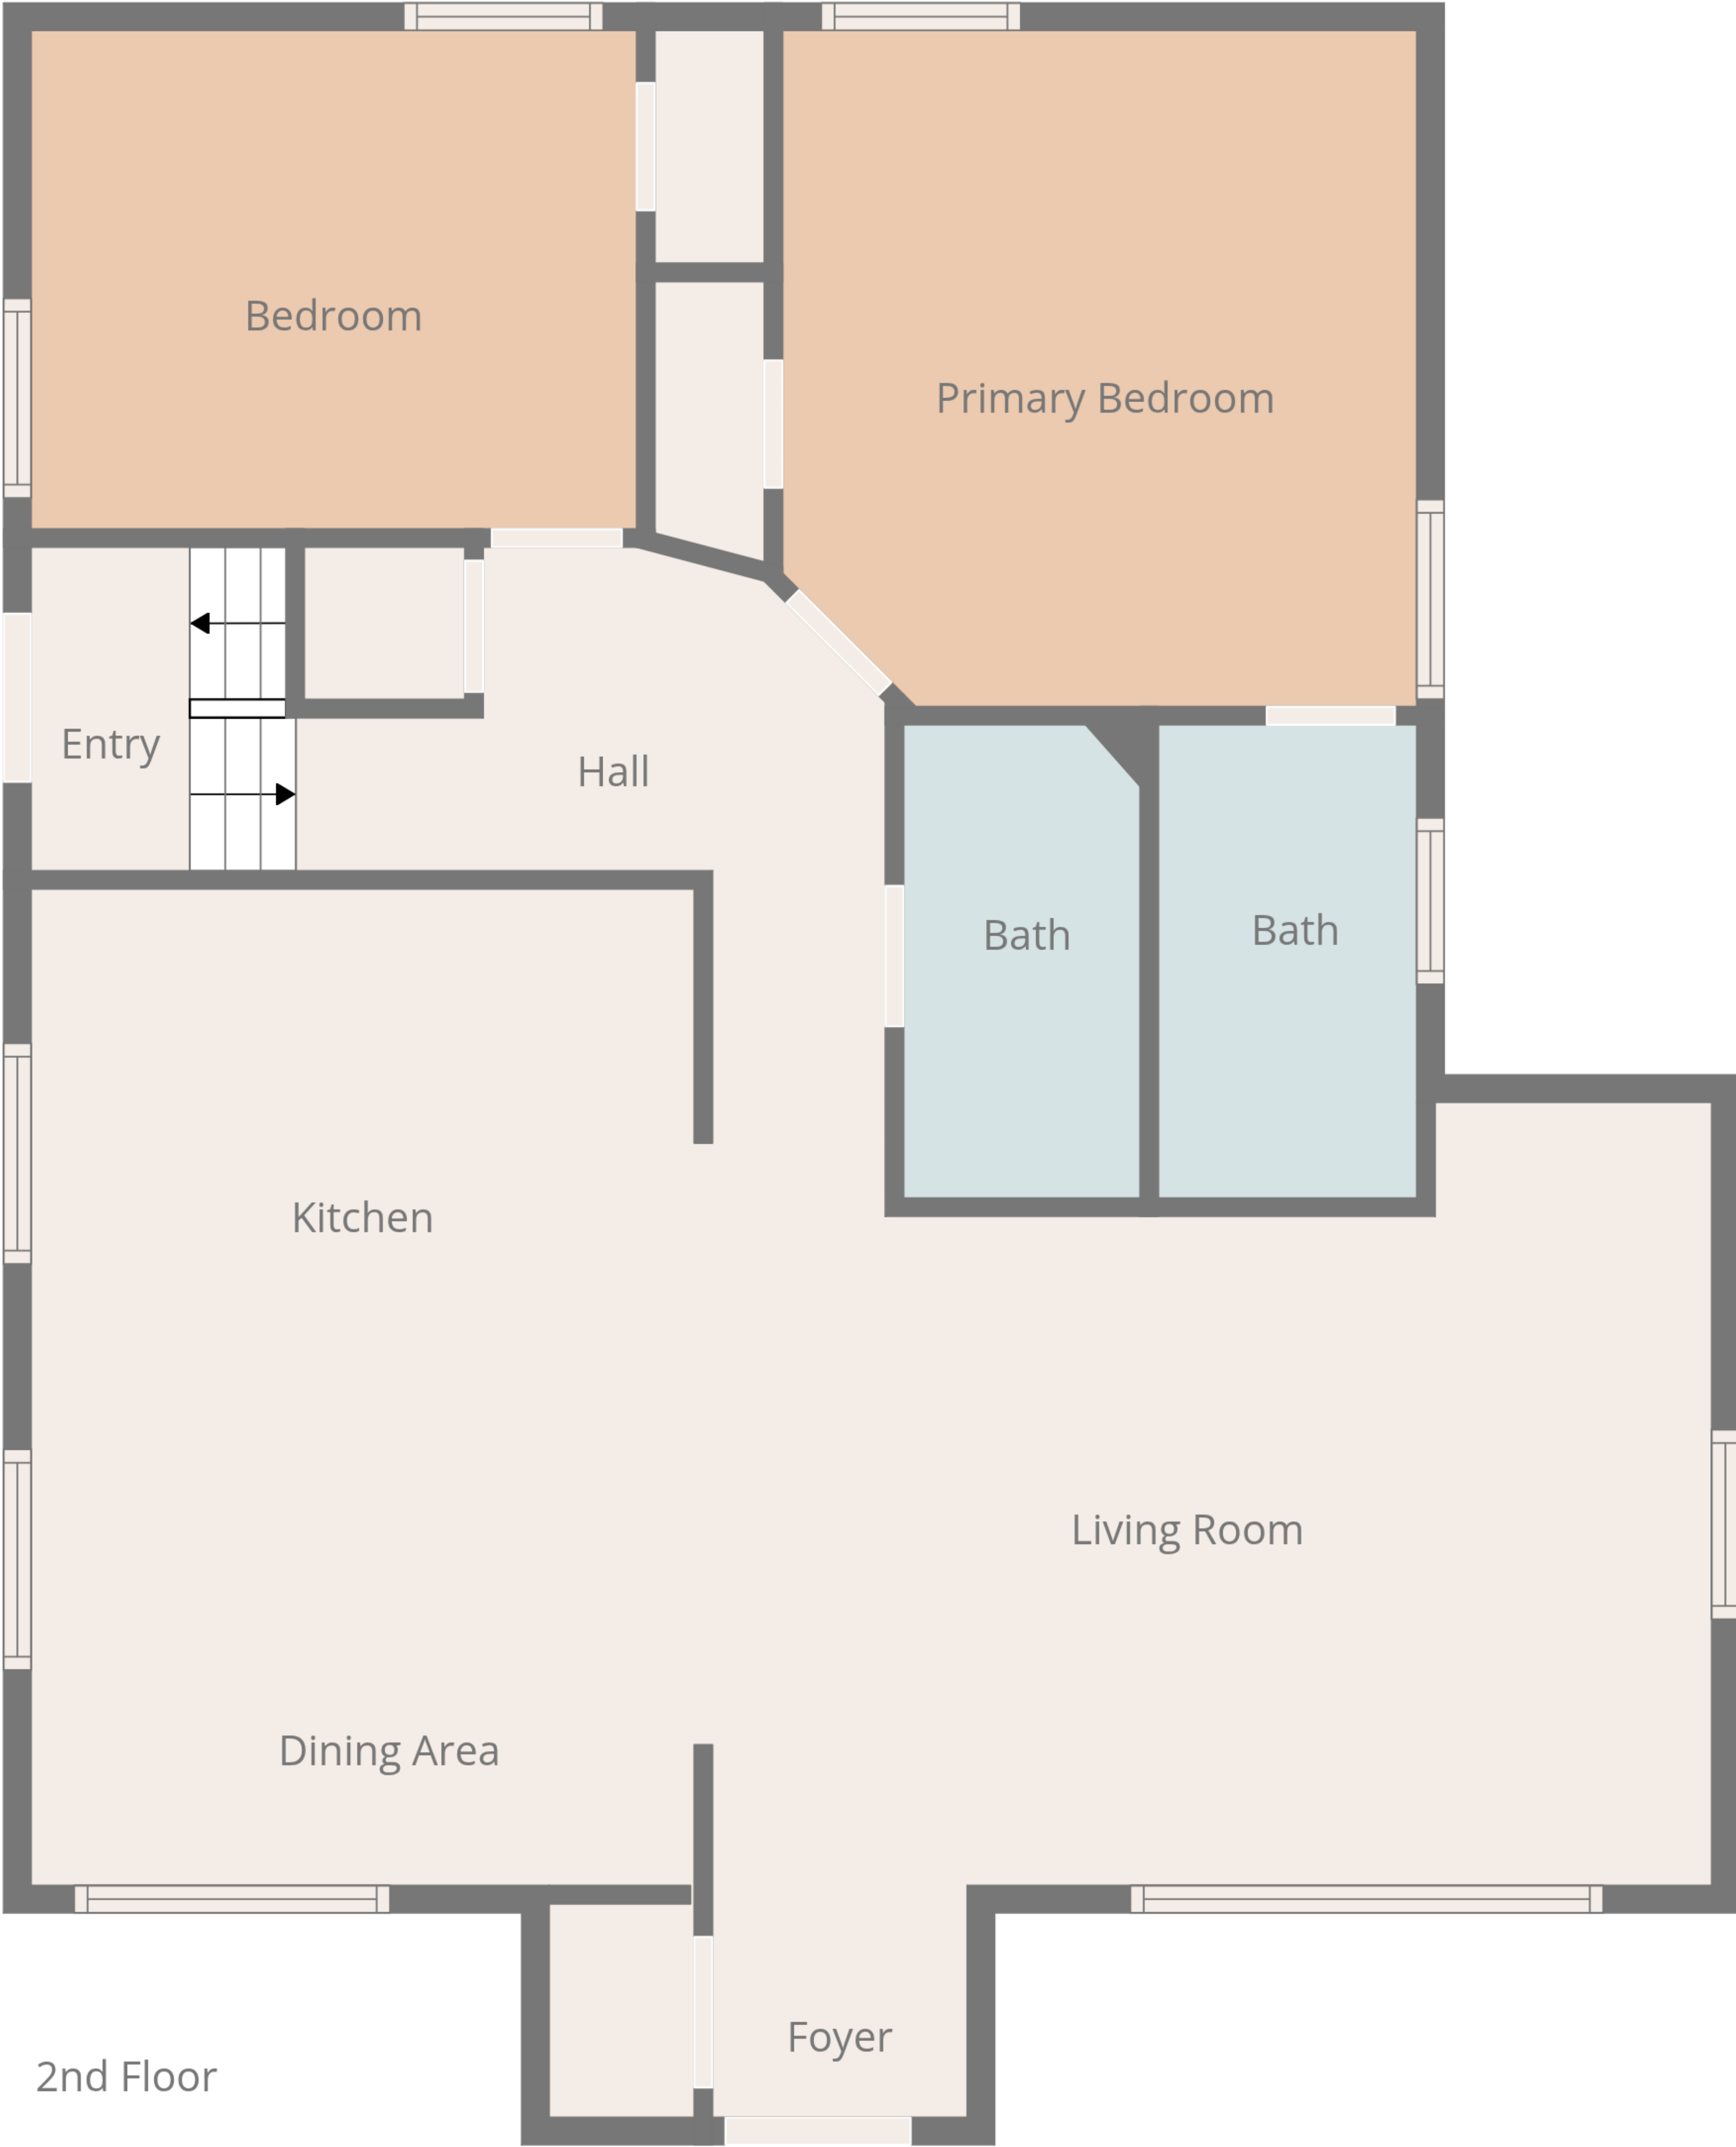 Bedroom
Primary Bedroom
Entry
Hall
Bath
Bath
Kitchen
Living Room
Dining Area
Foyer
2nd Floor